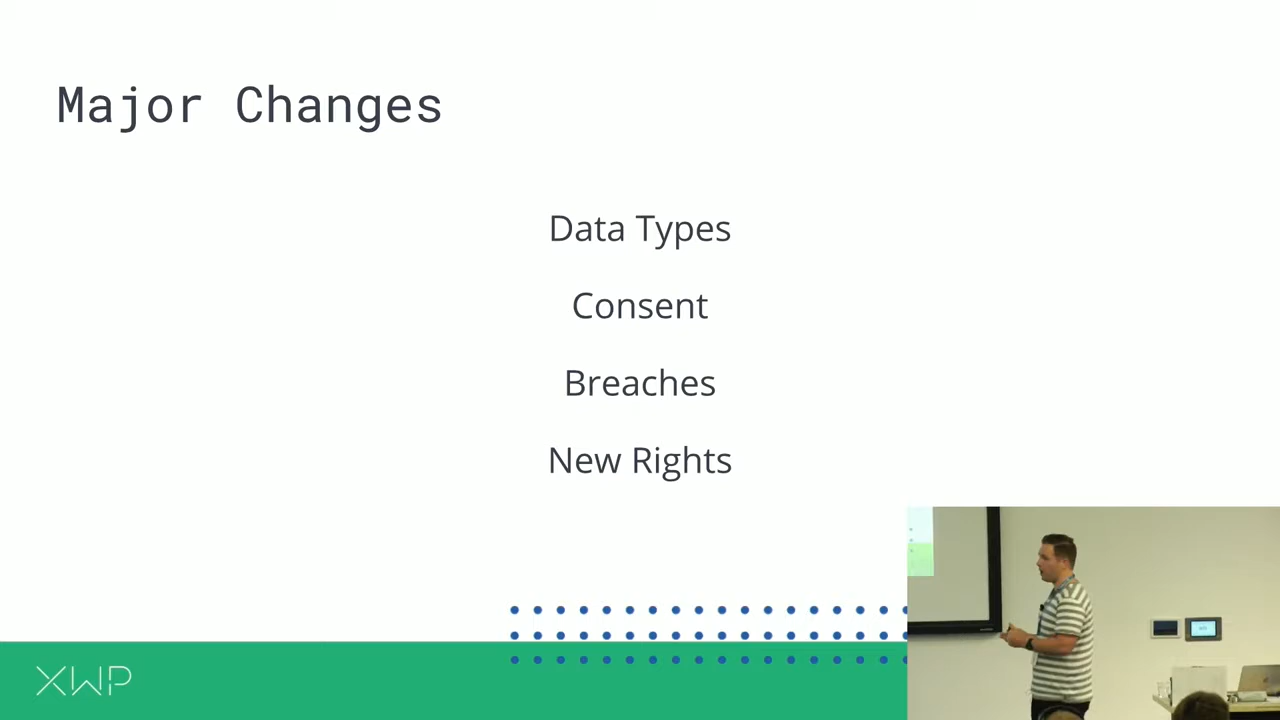 Major Changes
Data Types
Consent
Breaches
New Rights
XWP